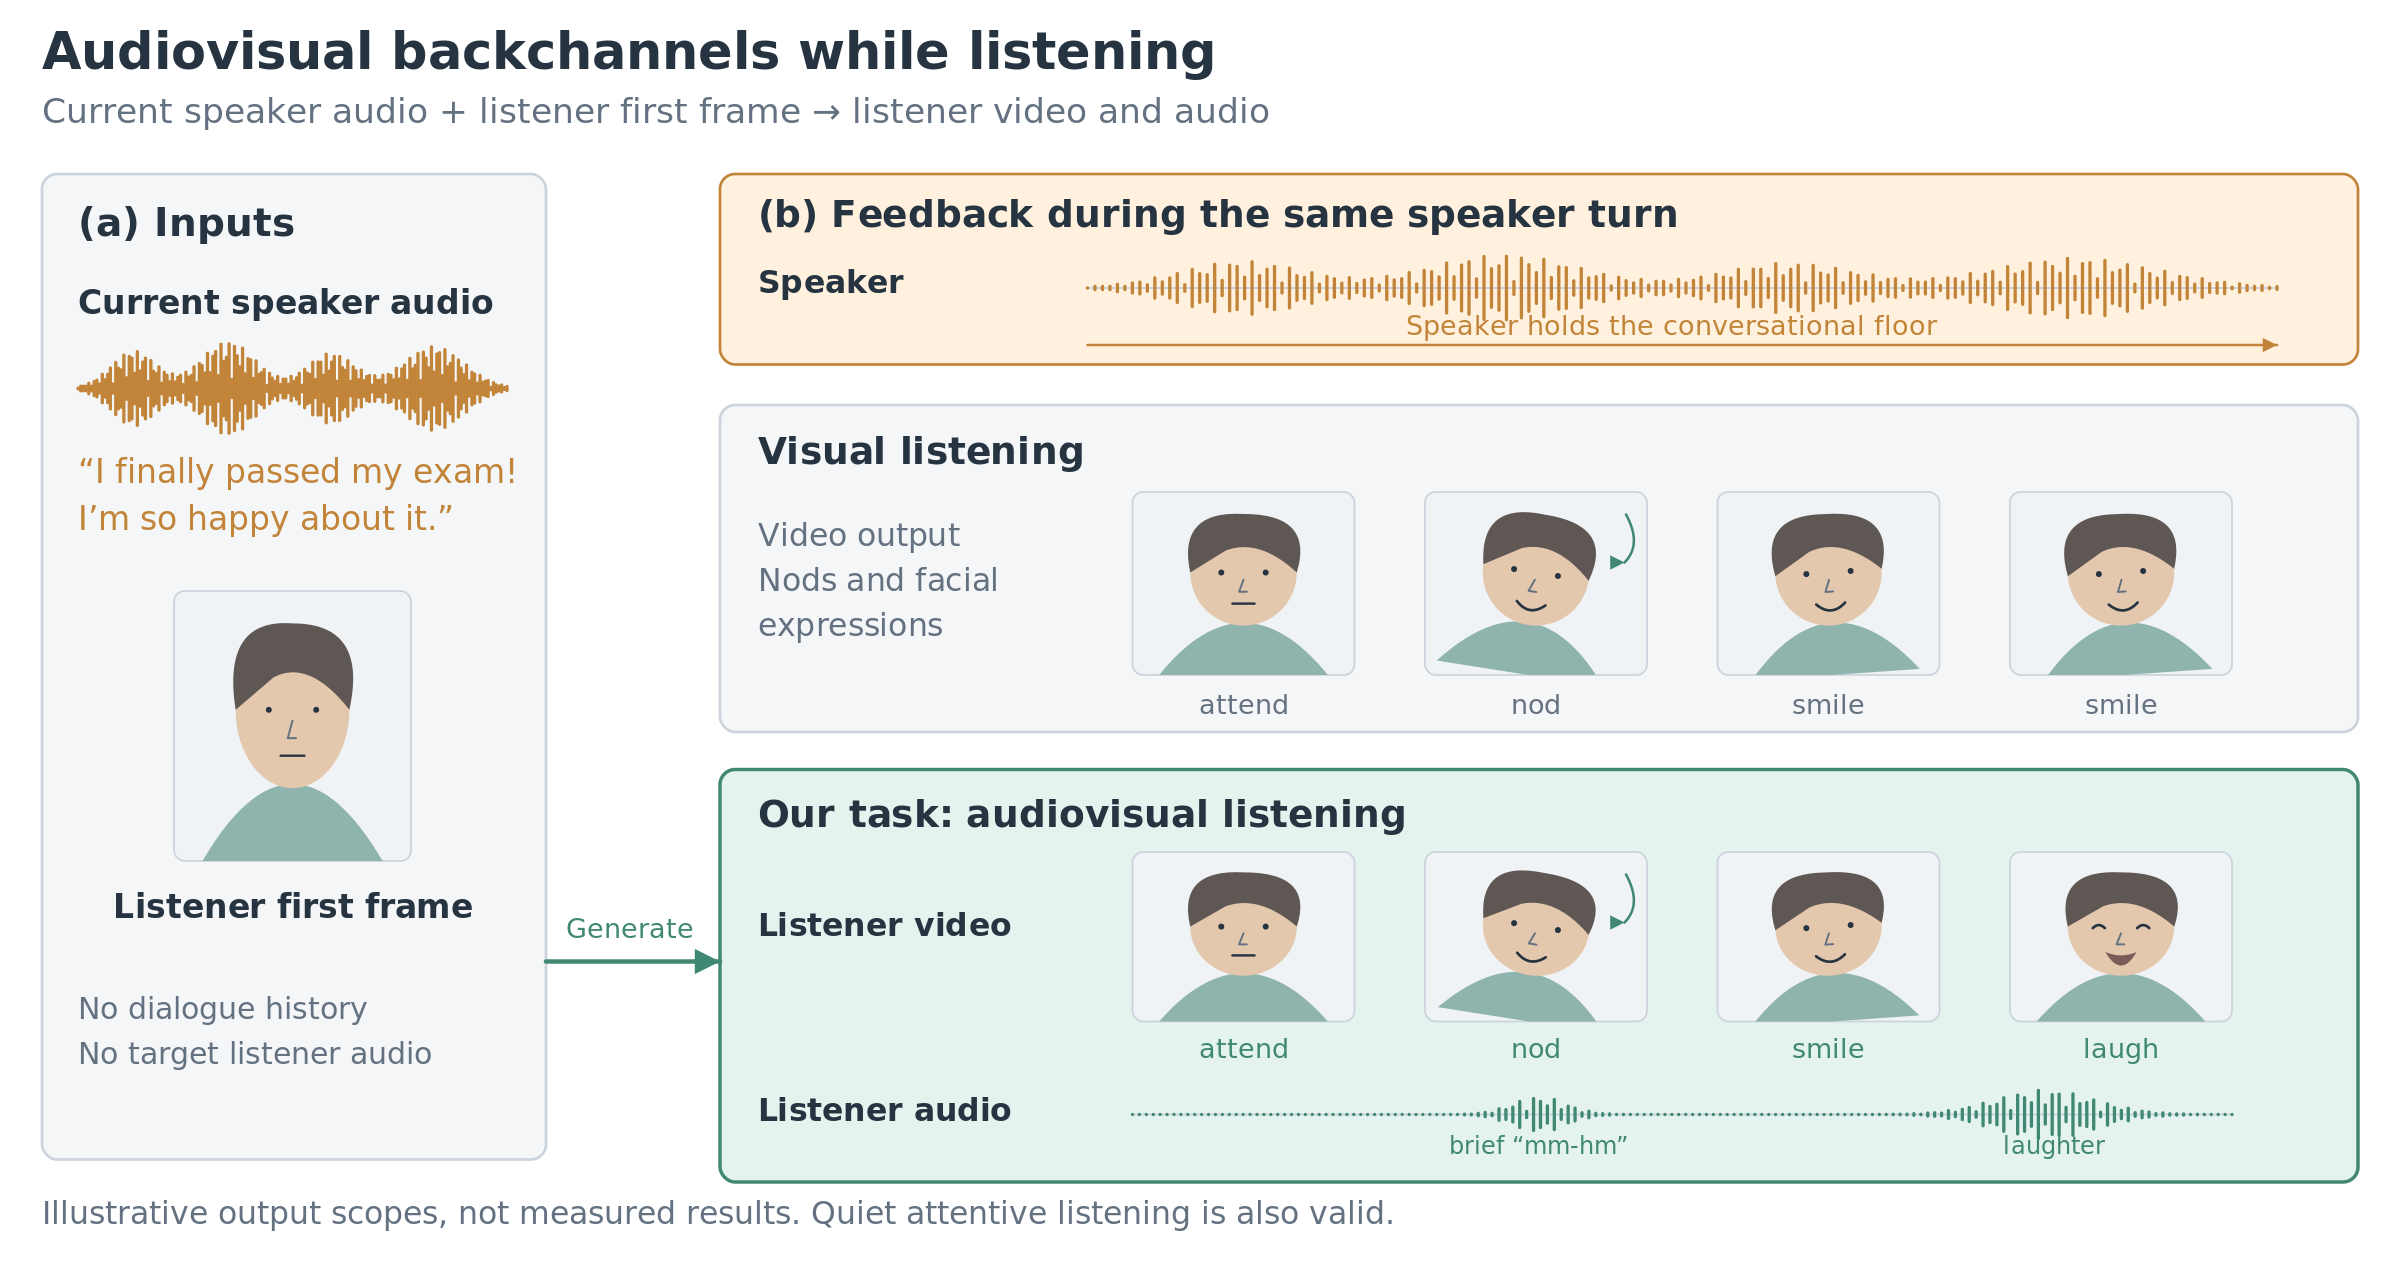 Audiovisual backchannels while listening
Current speaker audio + listener first frame → listener video and audio
(a) Inputs
Current speaker audio
“I finally passed my exam!
I’m so happy about it.”
Listener first frame
No dialogue history
No target listener audio
Generate
(b) Feedback during the same speaker turn
Speaker
Speaker holds the conversational floor
Visual listening
Video output
Nods and facial
expressions
attend nod smile smile
Our task: audiovisual listening
Listener video
attend nod smile laugh
Listener audio
brief “mm-hm” laughter
Illustrative output scopes, not measured results. Quiet attentive listening is also valid.